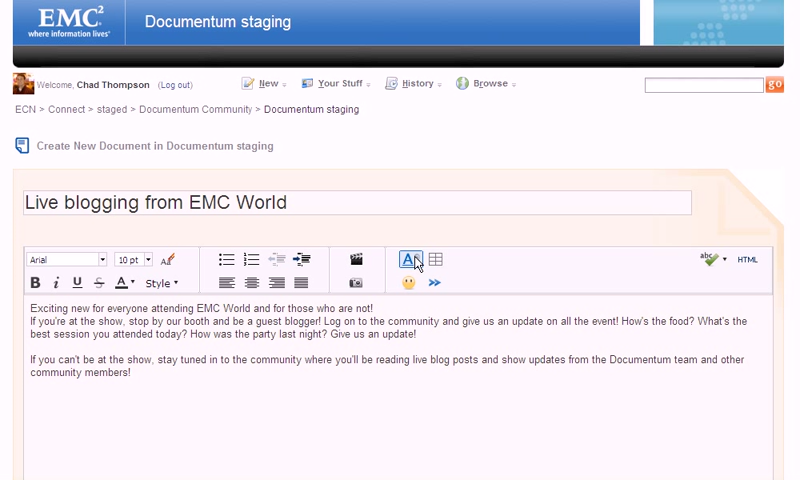 EMC²
where information lives®
Documentum staging
Welcome, Chad Thompson (Log out)
New
Your Stuff
History
Browse
go
ECN > Connect > staged > Documentum Community > Documentum staging
Create New Document in Documentum staging
Live blogging from EMC World
Arial
10 pt
abc
HTML
B i U S A Style
Exciting new for everyone attending EMC World and for those who are not!
If you're at the show, stop by our booth and be a guest blogger! Log on to the community and give us an update on all the event! How's the food? What's the
best session you attended today? How was the party last night? Give us an update!
If you can't be at the show, stay tuned in to the community where you'll be reading live blog posts and show updates from the Documentum team and other
community members!